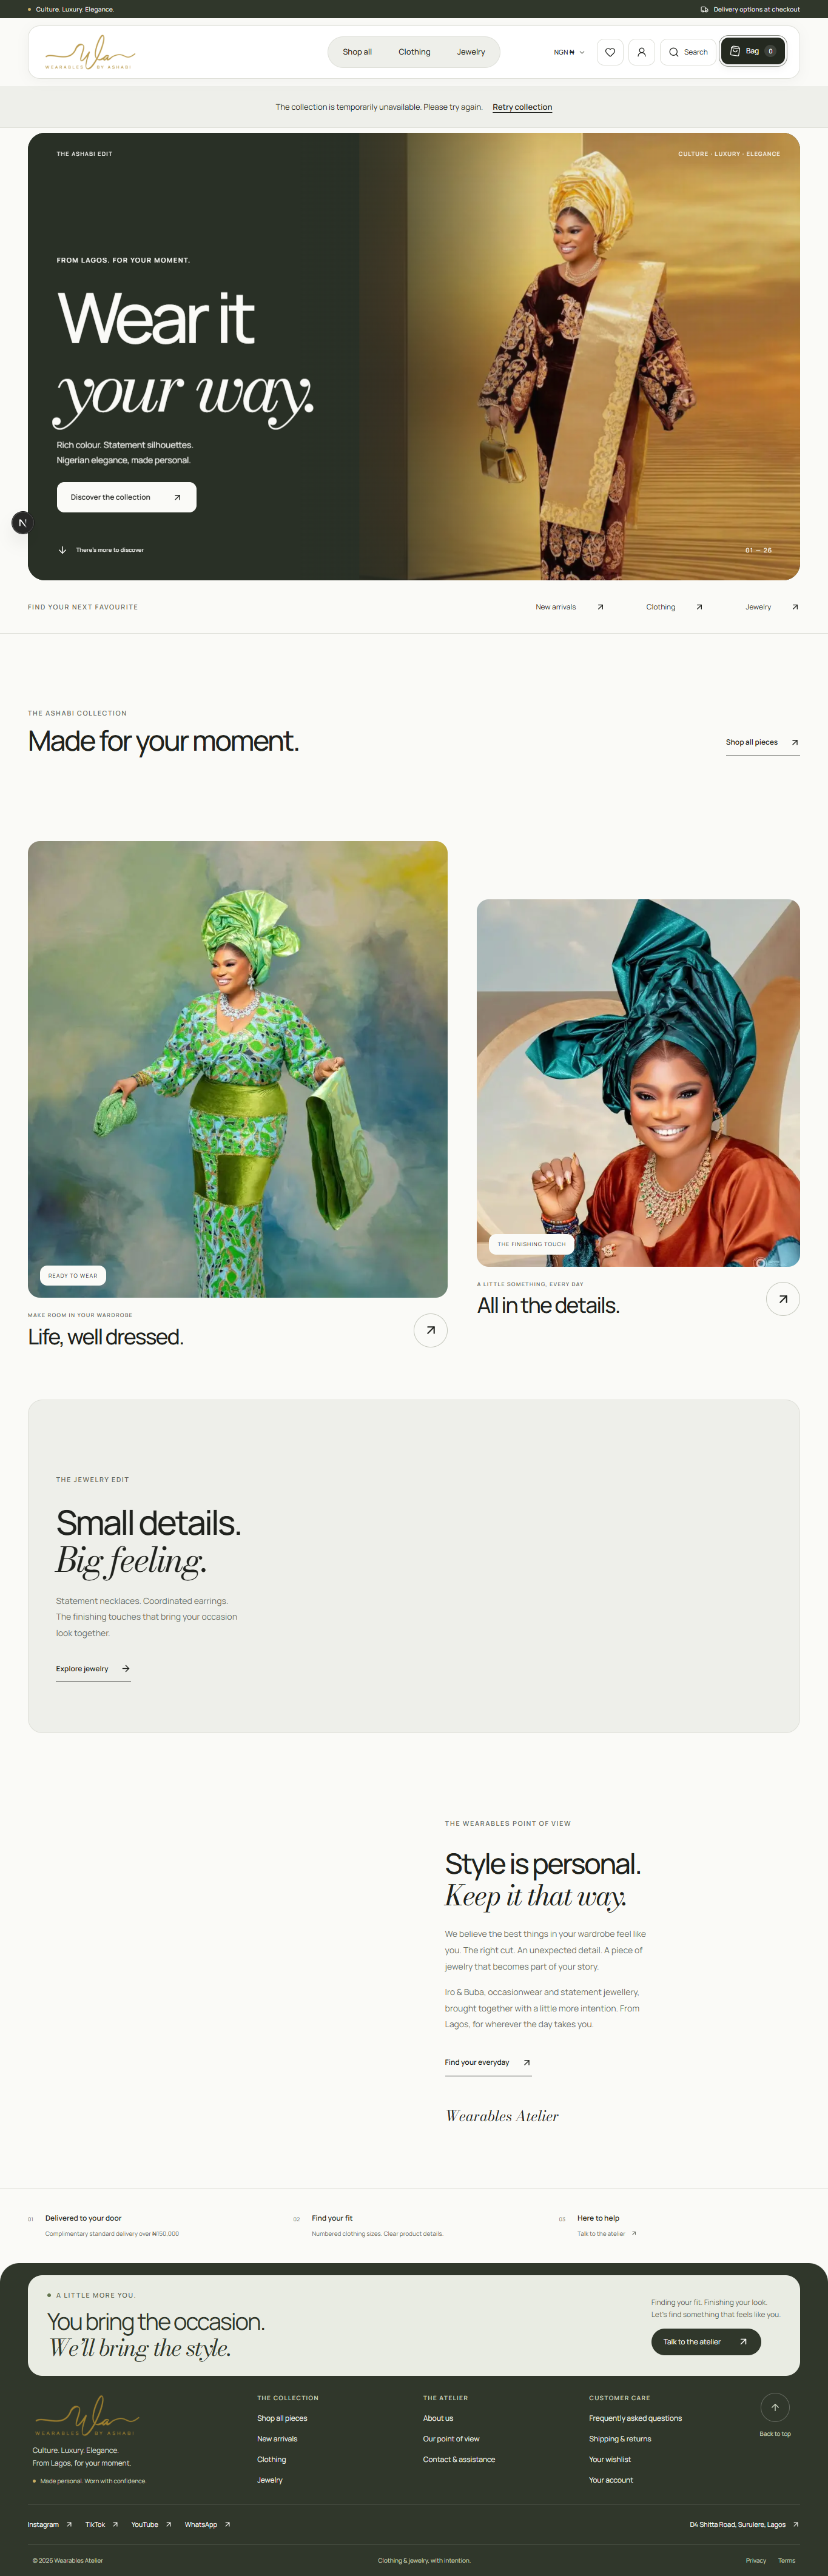 Culture. Luxury. Elegance.
Delivery options at checkout
Wla
WEARABLES BY ASHABI
Shop all
Clothing
Jewelry
NGN ₦
Search
Bag
0
The collection is temporarily unavailable. Please try again.
Retry collection
THE ASHABI EDIT
CULTURE · LUXURY · ELEGANCE
FROM LAGOS. FOR YOUR MOMENT.
Wear it
your way.
Rich colour. Statement silhouettes.
Nigerian elegance, made personal.
Discover the collection
N
There's more to discover
01 — 26
FIND YOUR NEXT FAVOURITE
New arrivals
Clothing
Jewelry
THE ASHABI COLLECTION
Made for your moment.
Shop all pieces
READY TO WEAR
MAKE ROOM IN YOUR WARDROBE
Life, well dressed.
THE FINISHING TOUCH
A LITTLE SOMETHING, EVERY DAY
All in the details.
THE JEWELRY EDIT
Small details.
Big feeling.
Statement necklaces. Coordinated earrings.
The finishing touches that bring your occasion
look together.
Explore jewelry
THE WEARABLES POINT OF VIEW
Style is personal.
Keep it that way.
We believe the best things in your wardrobe feel like
you. The right cut. An unexpected detail. A piece of
jewelry that becomes part of your story.
Iro & Buba, occasionwear and statement jewellery,
brought together with a little more intention. From
Lagos, for wherever the day takes you.
Find your everyday
Wearables Atelier
01
Delivered to your door
Complimentary standard delivery over ₦150,000
02
Find your fit
Numbered clothing sizes. Clear product details.
03
Here to help
Talk to the atelier
A LITTLE MORE YOU.
You bring the occasion.
We'll bring the style.
Finding your fit. Finishing your look.
Let's find something that feels like you.
Talk to the atelier
Wla
WEARABLES BY ASHABI
Culture. Luxury. Elegance.
From Lagos, for your moment.
Made personal. Worn with confidence.
THE COLLECTION
Shop all pieces
New arrivals
Clothing
Jewelry
THE ATELIER
About us
Our point of view
Contact & assistance
CUSTOMER CARE
Frequently asked questions
Shipping & returns
Your wishlist
Your account
Back to top
Instagram
TikTok
YouTube
WhatsApp
D4 Shitta Road, Surulere, Lagos
© 2026 Wearables Atelier
Clothing & jewelry, with intention.
Privacy
Terms